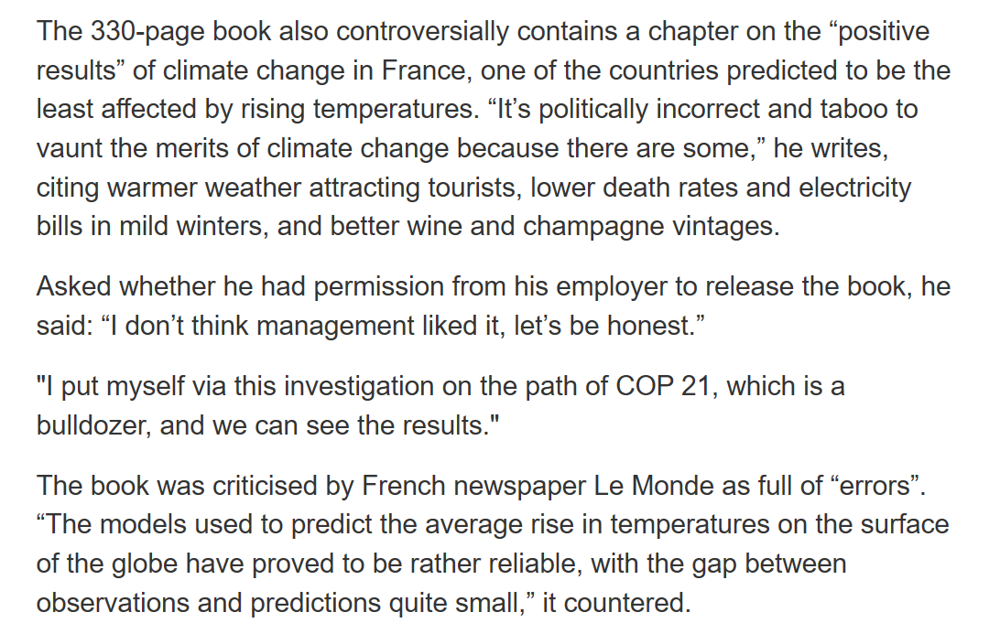 The 330-page book also controversially contains a chapter on the “positive
results” of climate change in France, one of the countries predicted to be the
least affected by rising temperatures. “It’s politically incorrect and taboo to
vaunt the merits of climate change because there are some,” he writes,
citing warmer weather attracting tourists, lower death rates and electricity
bills in mild winters, and better wine and champagne vintages.
Asked whether he had permission from his employer to release the book, he
said: “I don’t think management liked it, let’s be honest.”
"I put myself via this investigation on the path of COP 21, which is a
bulldozer, and we can see the results."
The book was criticised by French newspaper Le Monde as full of “errors”.
“The models used to predict the average rise in temperatures on the surface
of the globe have proved to be rather reliable, with the gap between
observations and predictions quite small,” it countered.